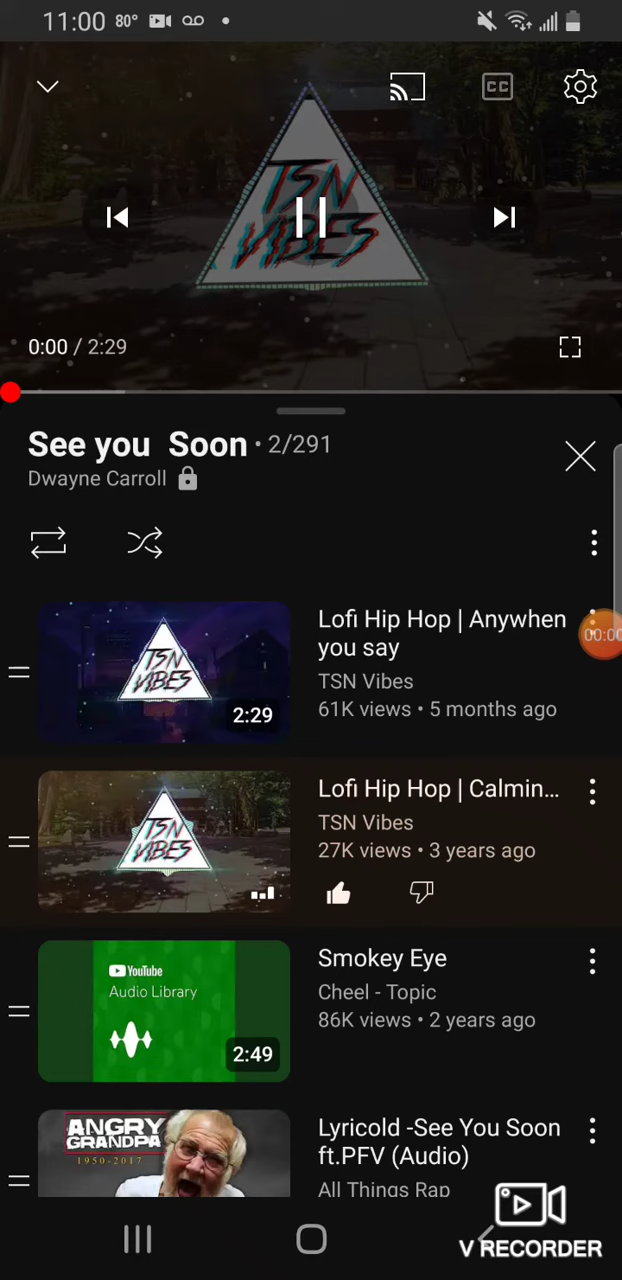 11:00 80°
CC
TSN
VIBES
0:00 / 2:29
See you Soon • 2/291
Dwayne Carroll
Lofi Hip Hop | Anywhen
you say
TSN Vibes
61K views • 5 months ago
TSN
VIBES
2:29
00:00
Lofi Hip Hop | Calmin...
TSN Vibes
27K views • 3 years ago
TSN
VIBES
Smokey Eye
Cheel - Topic
86K views • 2 years ago
YouTube
Audio Library
2:49
Lyricold -See You Soon
ft.PFV (Audio)
All Things Rap
ANGRY
GRANDPA
1950-2017
V RECORDER